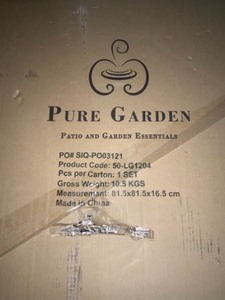 PURE GARDEN
PATIO AND GARDEN ESSENTIALS
PO# SIQ-PO03121
Product Code: 50-LG1204
Pcs per Carton: 1 SET
Gross Weight: 10.5 KGS
Measurement: 81.5x81.5x16.5 cm
Made in China